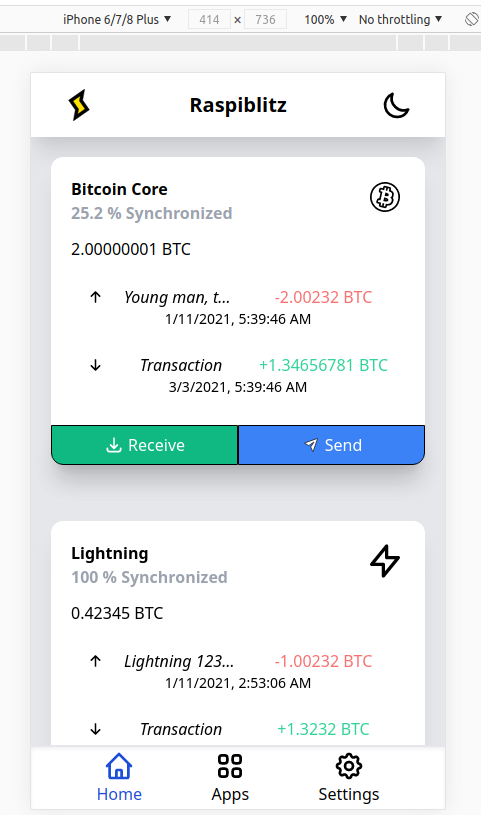 iPhone 6/7/8 Plus ▼ 414 × 736 100% ▼ No throttling ▼
Raspiblitz
Bitcoin Core
25.2 % Synchronized
2.00000001 BTC
Young man, t... -2.00232 BTC
1/11/2021, 5:39:46 AM
Transaction +1.34656781 BTC
3/3/2021, 5:39:46 AM
Receive Send
Lightning
100 % Synchronized
0.42345 BTC
Lightning 123... -1.00232 BTC
1/11/2021, 2:53:06 AM
Transaction +1.3232 BTC
Home Apps Settings